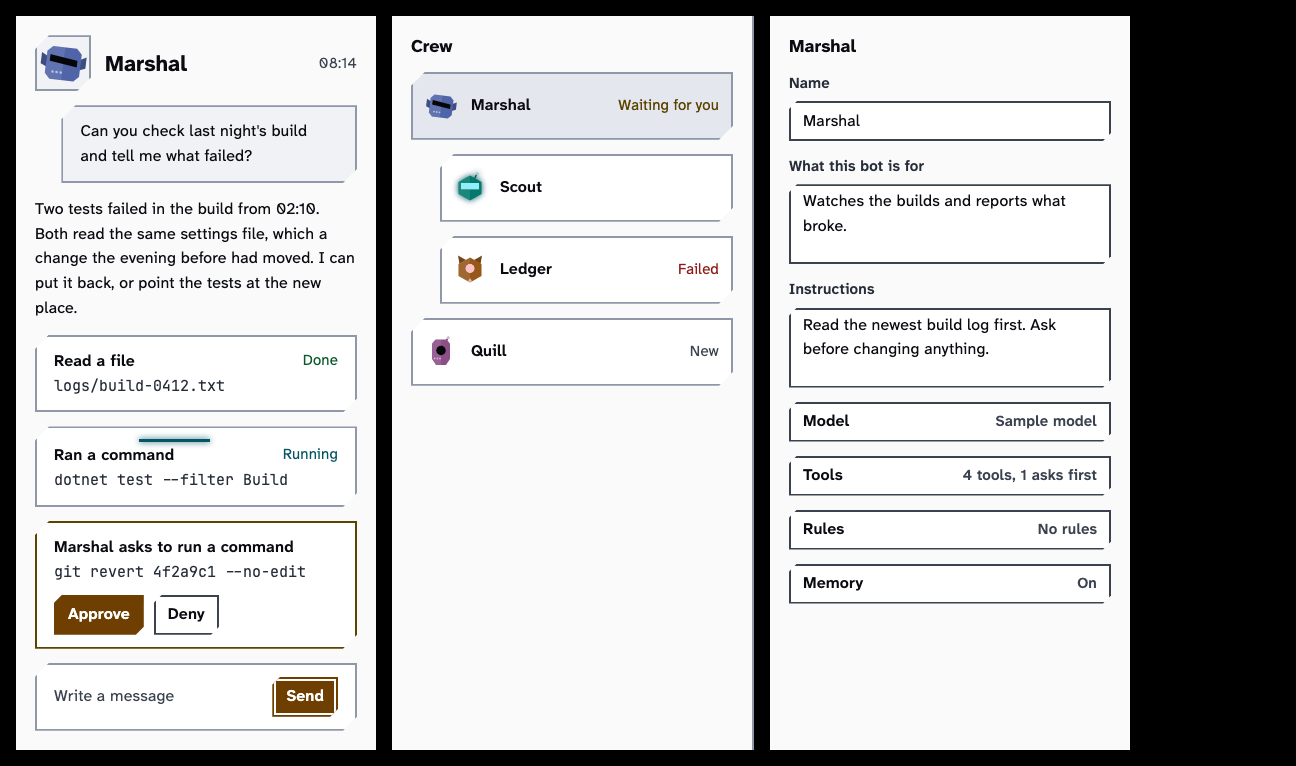 Marshal
08:14
Can you check last night's build
and tell me what failed?
Two tests failed in the build from 02:10.
Both read the same settings file, which a
change the evening before had moved. I can
put it back, or point the tests at the new
place.
Read a file
Done
logs/build-0412.txt
Ran a command
Running
dotnet test --filter Build
Marshal asks to run a command
git revert 4f2a9c1 --no-edit
Approve
Deny
Write a message
Send
Crew
Marshal
Waiting for you
Scout
Ledger
Failed
Quill
New
Marshal
Name
Marshal
What this bot is for
Watches the builds and reports what
broke.
Instructions
Read the newest build log first. Ask
before changing anything.
Model
Sample model
Tools
4 tools, 1 asks first
Rules
No rules
Memory
On